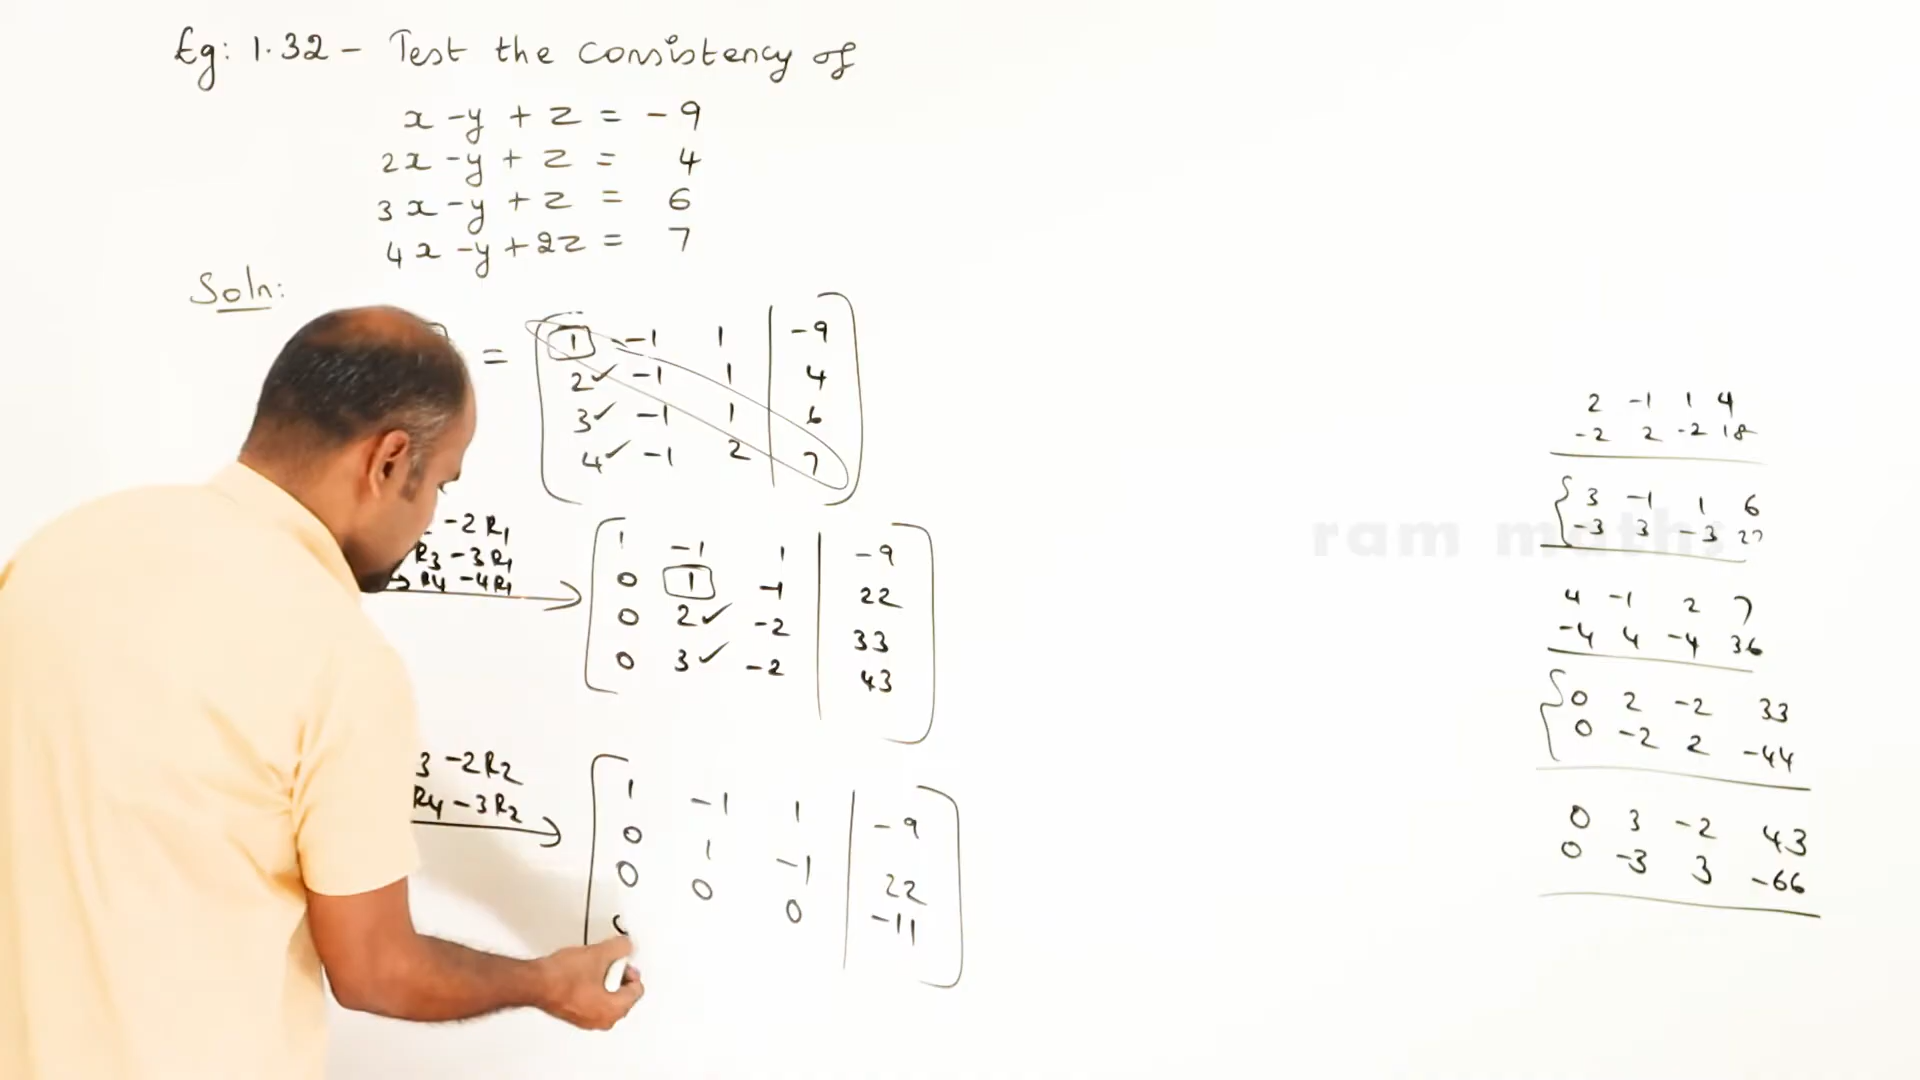 Eg: 1.32 - Test the consistency of
x - y + z = - 9
2x - y + z = 4
3x - y + z = 6
4x - y + 2z = 7
Soln:
= 1 -1 1 -9
2✓ -1 1 4
3✓ -1 1 6
4✓ -1 2 7
-2R1
R3 -3R1
→ R4 -4R1
1 -1 1 -9
0 1 -1 22
0 2✓ -2 33
0 3✓ -2 43
3 -2R2
R4 -3R2
1 -1 1 -9
0 1 -1 22
0 0 0 -11
2 -1 1 4
-2 2 -2 18
3 -1 1 6
-3 3 -3 27
4 -1 2 7
-4 4 -4 36
0 2 -2 33
0 -2 2 -44
0 3 -2 43
0 -3 3 -66
ram maths